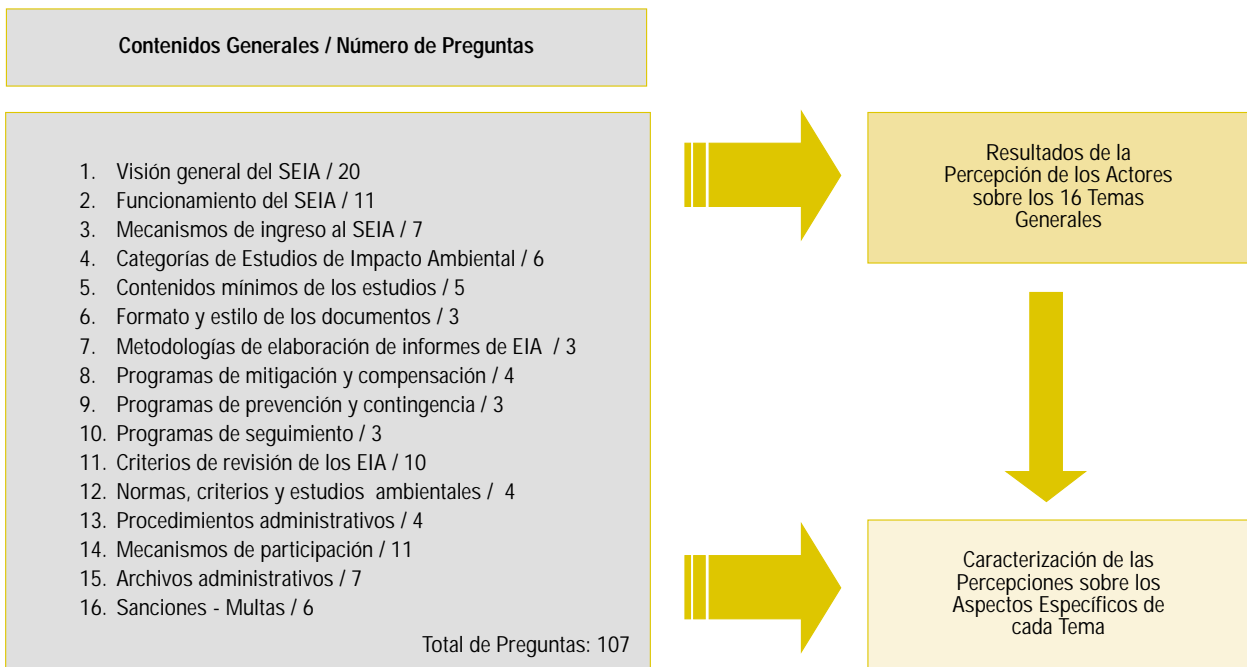 Contenidos Generales / Número de Preguntas
1. Visión general del SEIA / 20
2. Funcionamiento del SEIA / 11
3. Mecanismos de ingreso al SEIA / 7
4. Categorías de Estudios de Impacto Ambiental / 6
5. Contenidos mínimos de los estudios / 5
6. Formato y estilo de los documentos / 3
7. Metodologías de elaboración de informes de EIA / 3
8. Programas de mitigación y compensación / 4
9. Programas de prevención y contingencia / 3
10. Programas de seguimiento / 3
11. Criterios de revisión de los EIA / 10
12. Normas, criterios y estudios ambientales / 4
13. Procedimientos administrativos / 4
14. Mecanismos de participación / 11
15. Archivos administrativos / 7
16. Sanciones - Multas / 6
Total de Preguntas: 107
Resultados de la
Percepción de los Actores
sobre los 16 Temas
Generales
Caracterización de las
Percepciones sobre los
Aspectos Específicos de
cada Tema